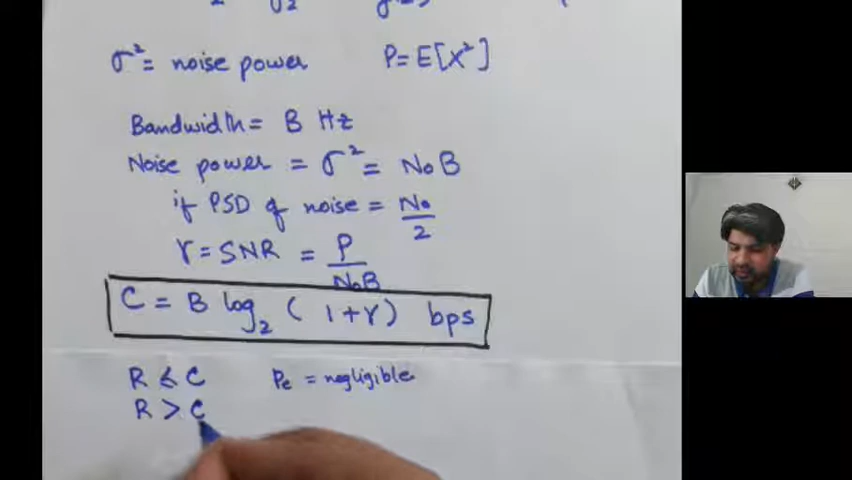 σ² = noise power P = E[X²]
Bandwidth = B Hz
Noise power = σ² = N₀B
if PSD of noise = N₀/2
γ = SNR = P/N₀B
C = B log₂ (1+γ) bps
R ≤ C Pe = negligible
R > C